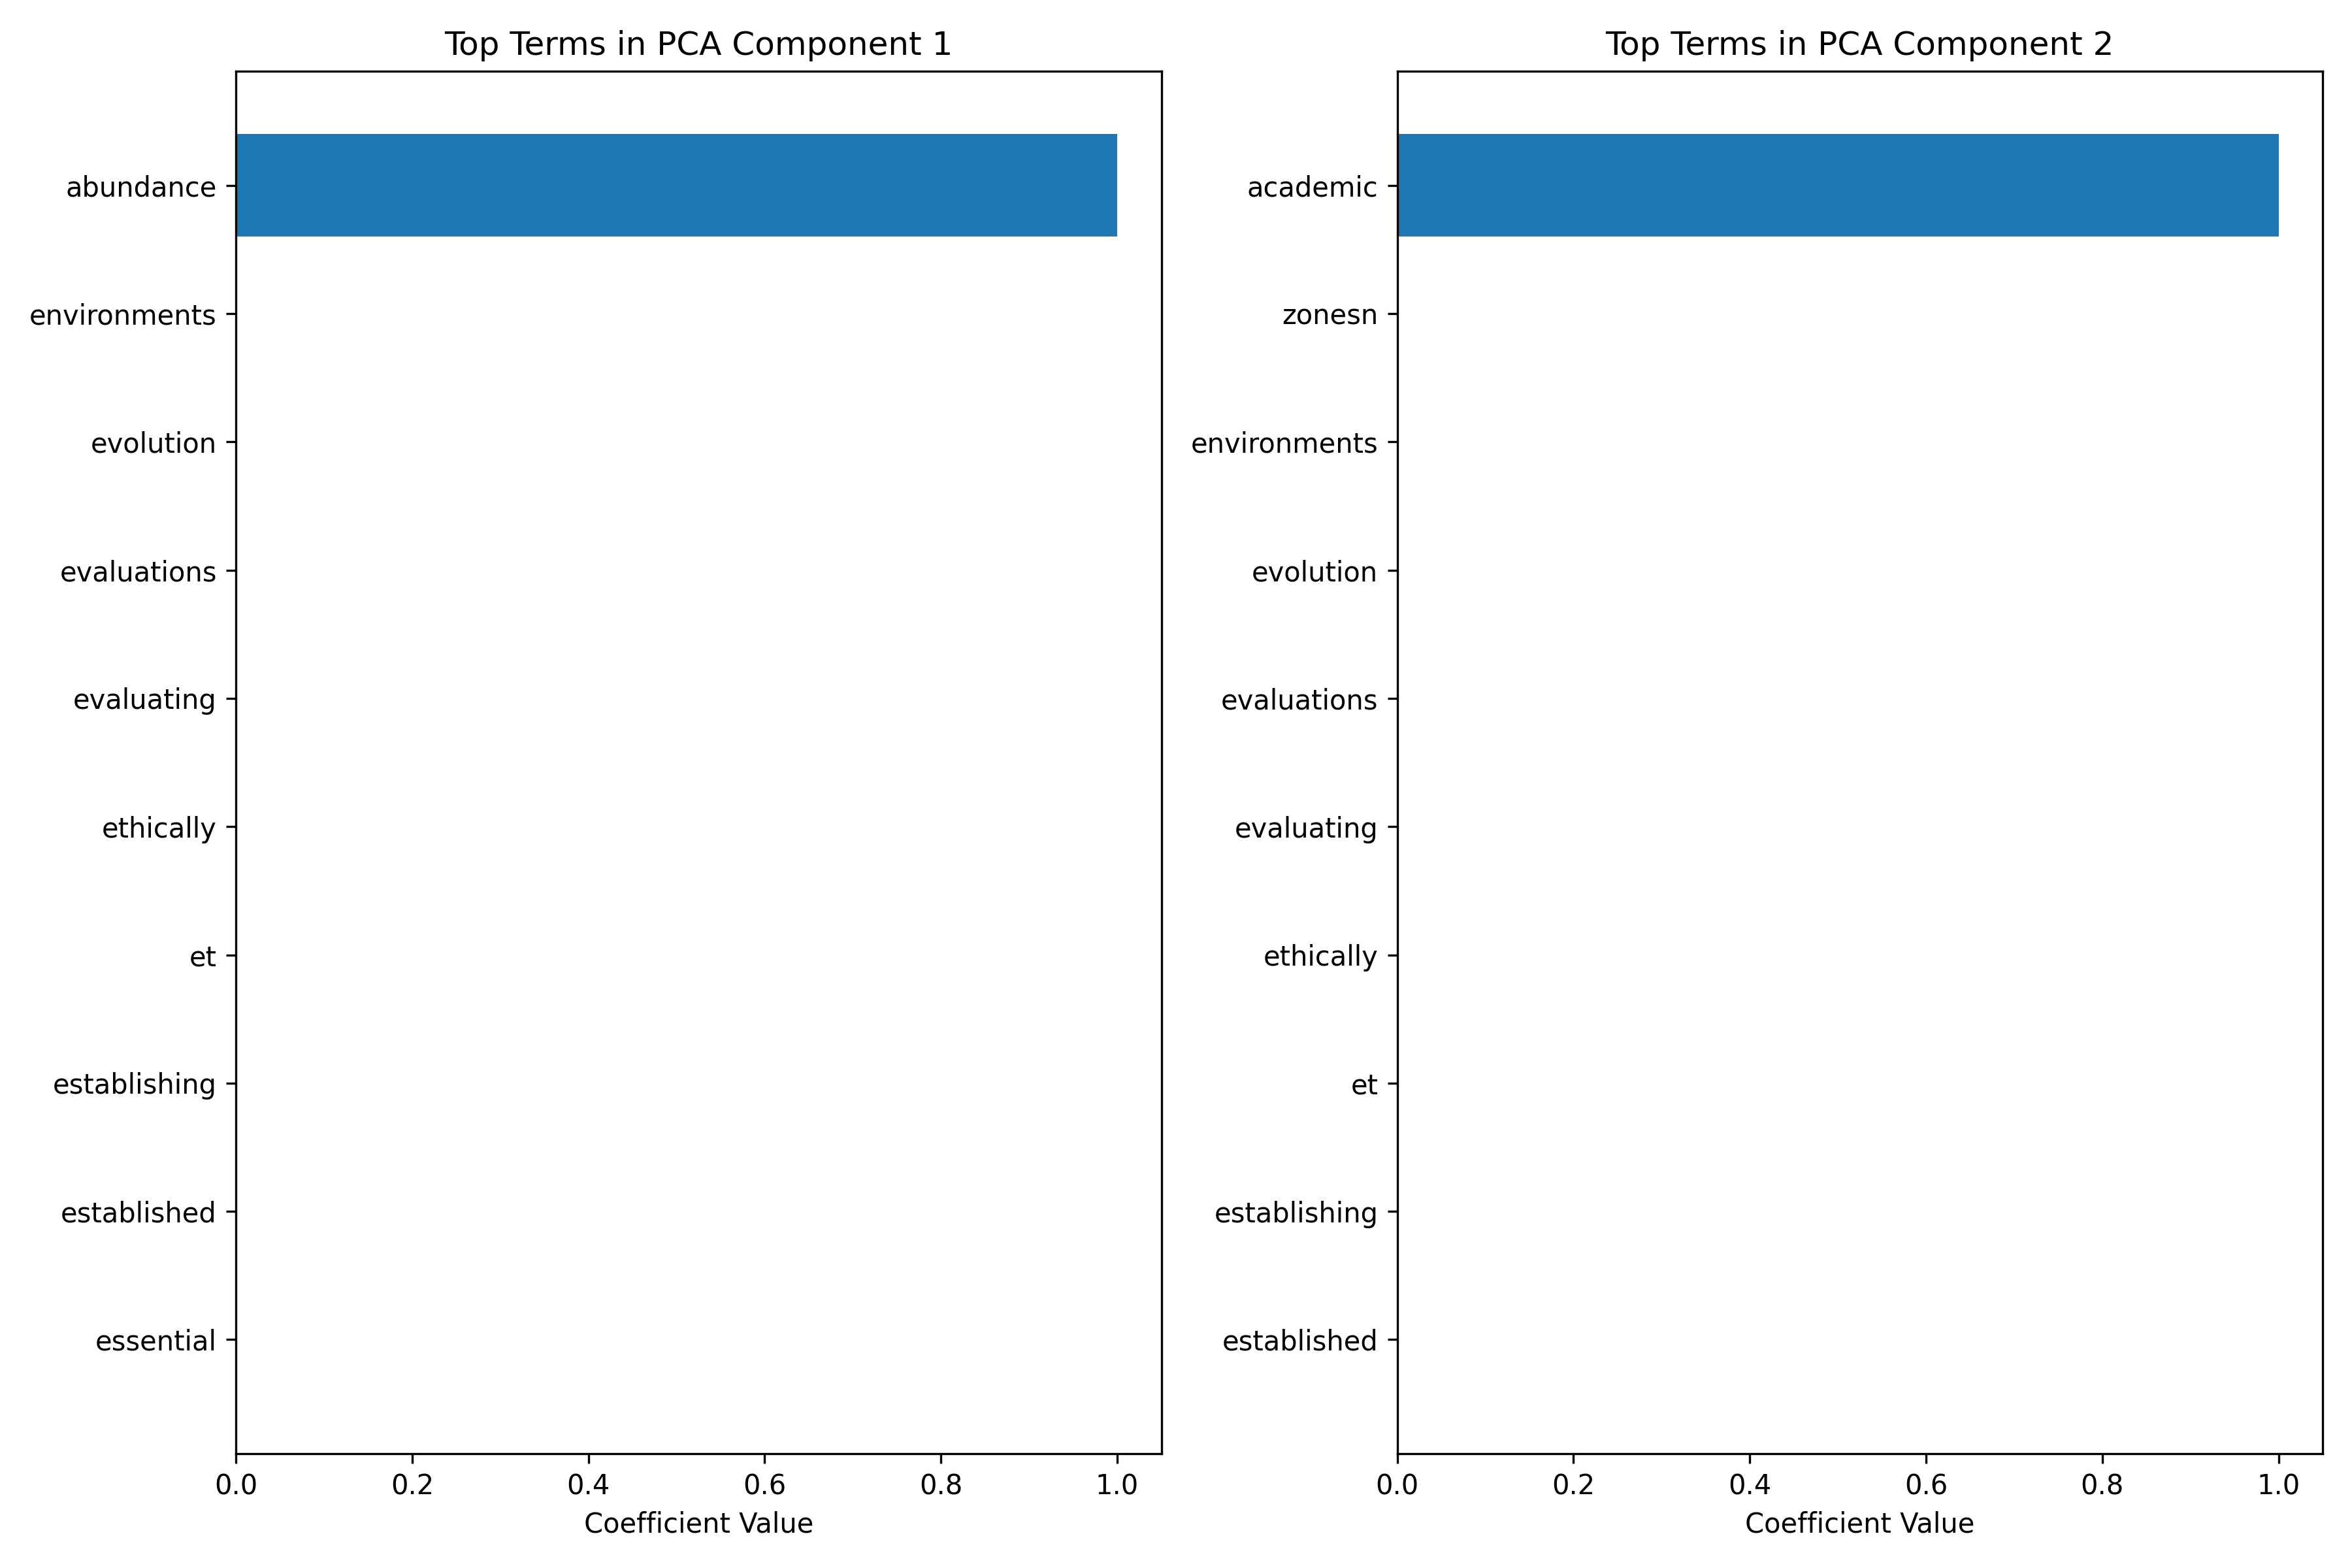 Top Terms in PCA Component 1
abundance
environments
evolution
evaluations
evaluating
ethically
et
establishing
established
essential
0.0 0.2 0.4 0.6 0.8 1.0
Coefficient Value
Top Terms in PCA Component 2
academic
zonesn
environments
evolution
evaluations
evaluating
ethically
et
establishing
established
0.0 0.2 0.4 0.6 0.8 1.0
Coefficient Value